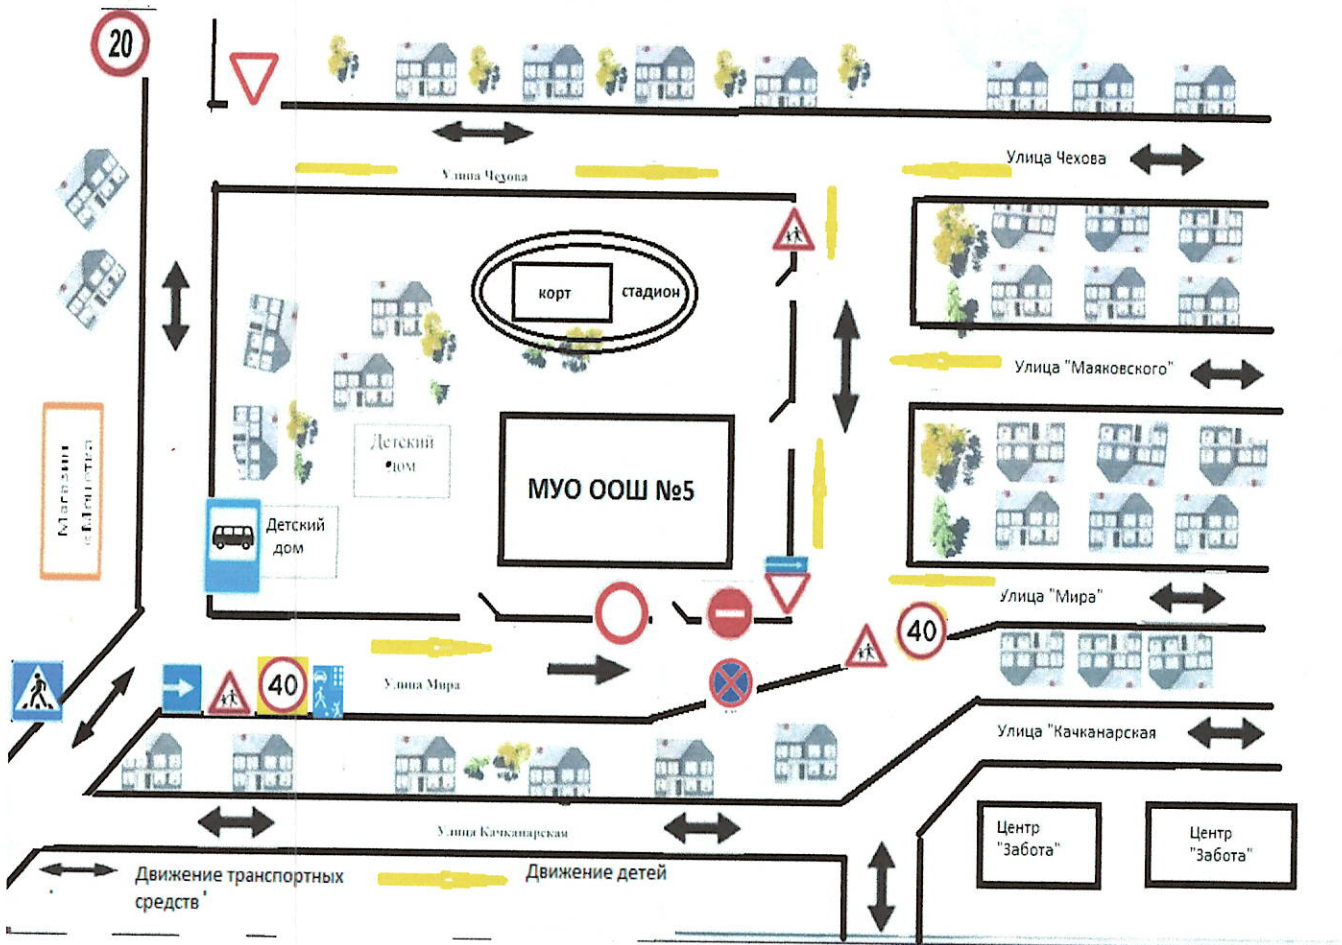 20
Улица Чехова
Улица Чехова
корт
стадион
Улица "Маяковского"
Детский
дом
МУО ООШ №5
Магазин
Детский
дом
Улица "Мира"
40
40
Улица Мира
Улица "Качканарская
Улица Качканарская
Центр
"Забота"
Центр
"Забота"
Движение транспортных
средств
Движение детей